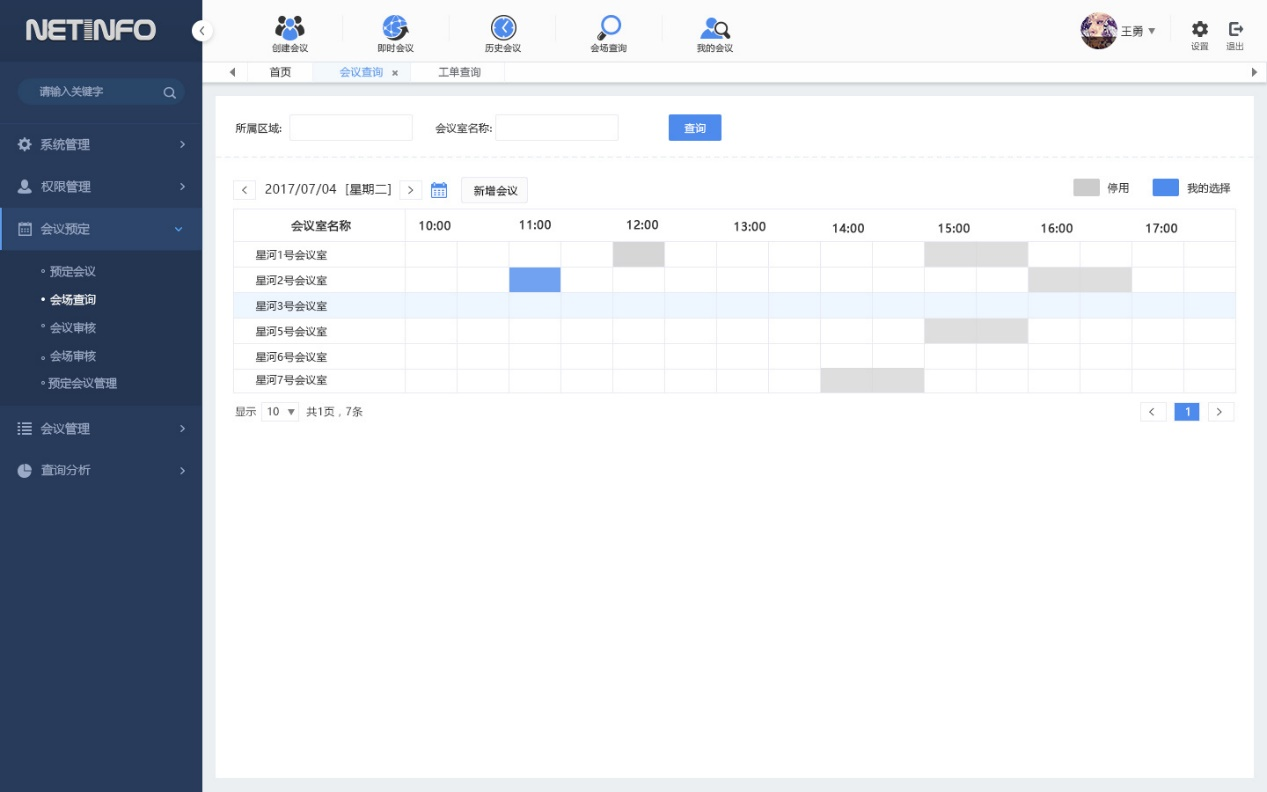 NETINFO
创建会议
即时会议
历史会议
会场查询
我的会议
王勇
设置
退出
首页
会议查询
工单查询
请输入关键字
系统管理
权限管理
会议预定
预定会议
会场查询
会议审核
会场审核
预定会议管理
会议管理
查询分析
所属区域:
会议室名称:
查询
2017/07/04 [星期二]
新增会议
停用
我的选择
会议室名称 10:00 11:00 12:00 13:00 14:00 15:00 16:00 17:00
星河1号会议室
星河2号会议室
星河3号会议室
星河5号会议室
星河6号会议室
星河7号会议室
显示 10 共1页，7条
1